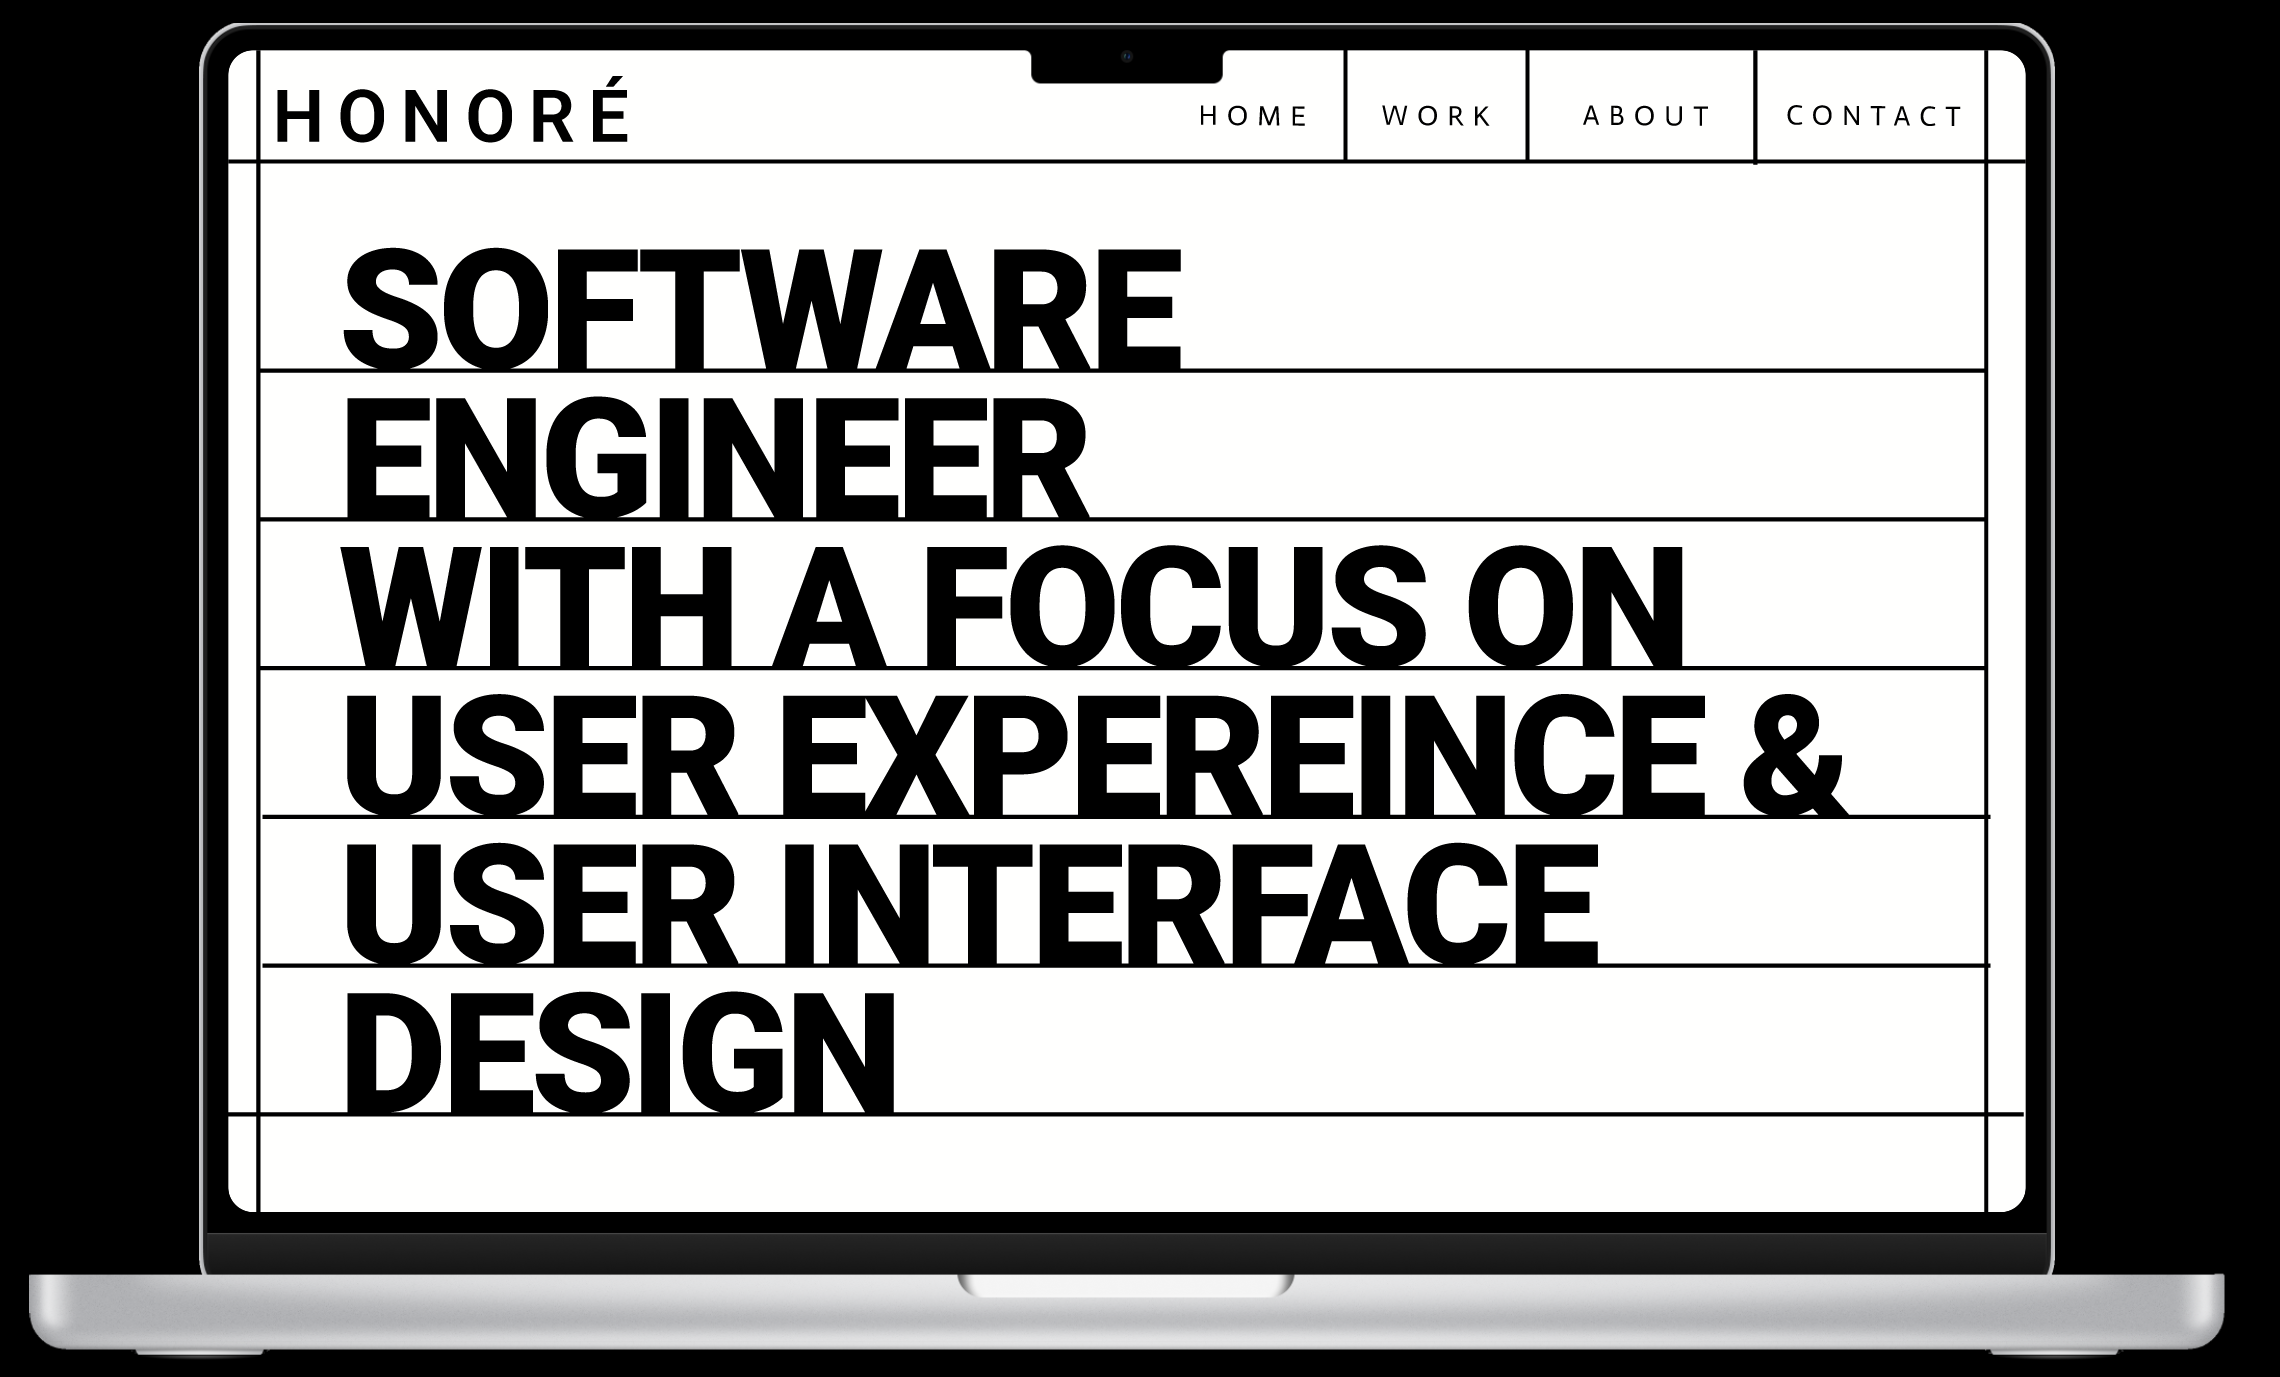 HONORÉ
HOME WORK ABOUT CONTACT
SOFTWARE
ENGINEER
WITH A FOCUS ON
USER EXPEREINCE &
USER INTERFACE
DESIGN